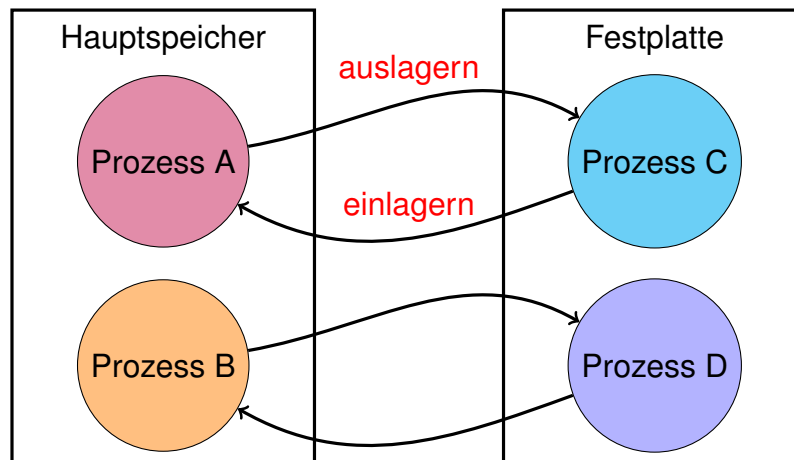 Hauptspeicher
Festplatte
auslagern
Prozess A
Prozess C
einlagern
Prozess B
Prozess D